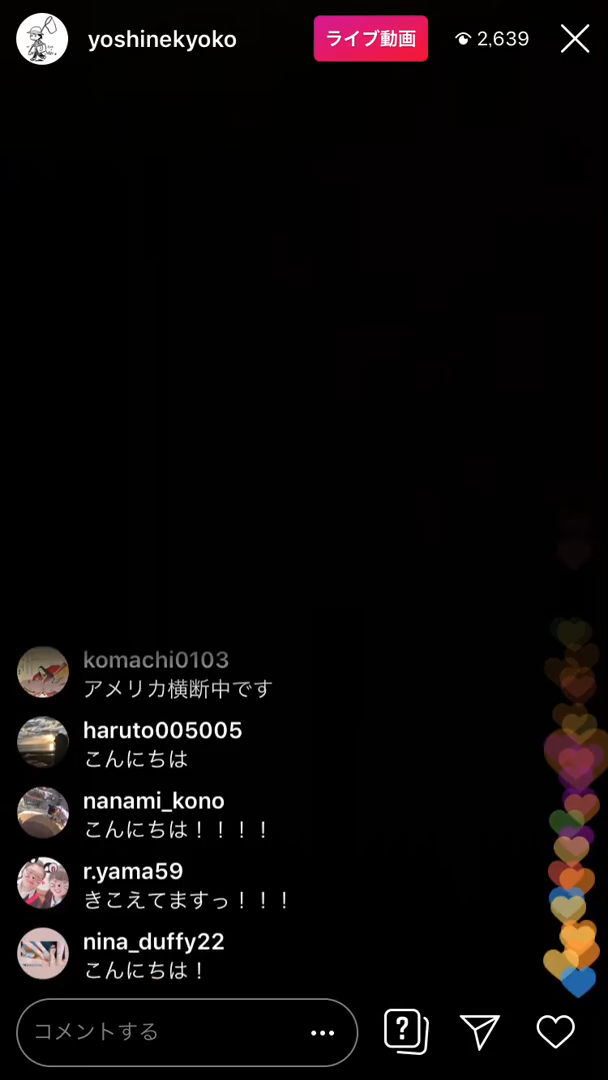 yoshinekyoko
ライブ動画
2,639
komachi0103
アメリカ横断中です
haruto005005
こんにちは
nanami_kono
こんにちは！！！！
r.yama59
きこえてますっ！！！
nina_duffy22
こんにちは！
コメントする